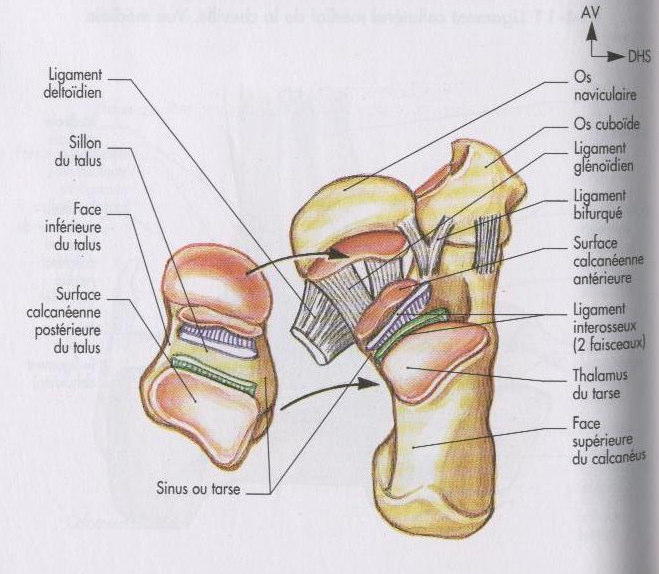 AV
DHS
Ligament
deltoïdien
Sillon
du talus
Face
inférieure
du talus
Surface
calcanéenne
postérieure
du talus
Sinus ou tarse
Os
naviculaire
Os cuboïde
Ligament
glénoïdien
Ligament
bifurqué
Surface
calcanéenne
antérieure
Ligament
interosseux
(2 faisceaux)
Thalamus
du tarse
Face
supérieure
du calcanéus